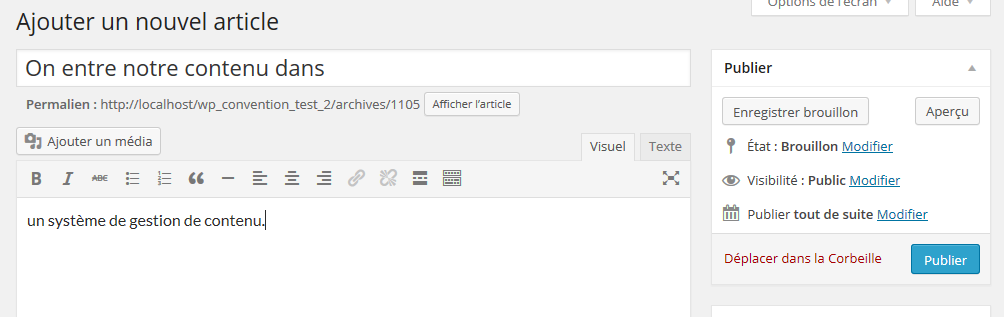 Options de l'écran
Aide
Ajouter un nouvel article
On entre notre contenu dans
Permalien : http://localhost/wp_convention_test_2/archives/1105 Afficher l'article
Ajouter un média
Visuel Texte
B I ABC
un système de gestion de contenu.
Publier
Enregistrer brouillon Aperçu
État : Brouillon Modifier
Visibilité : Public Modifier
Publier tout de suite Modifier
Déplacer dans la Corbeille Publier